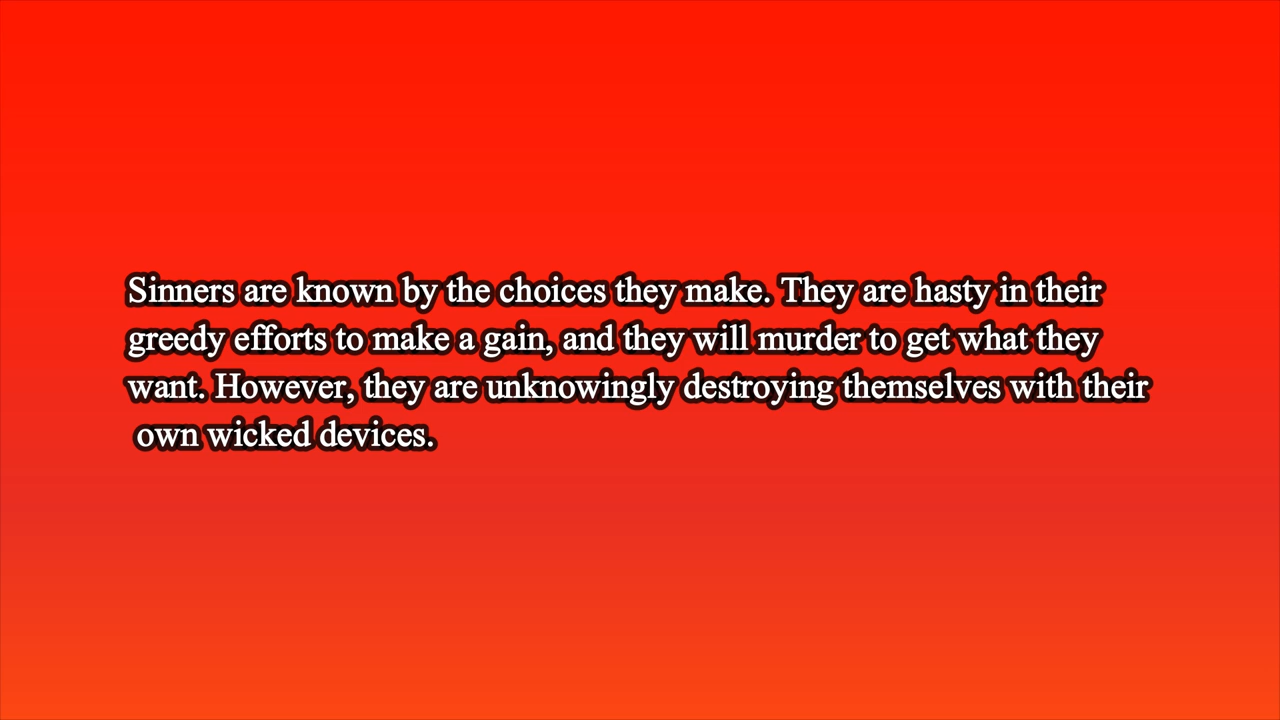 Sinners are known by the choices they make. They are hasty in their
greedy efforts to make a gain, and they will murder to get what they
want. However, they are unknowingly destroying themselves with their
own wicked devices.